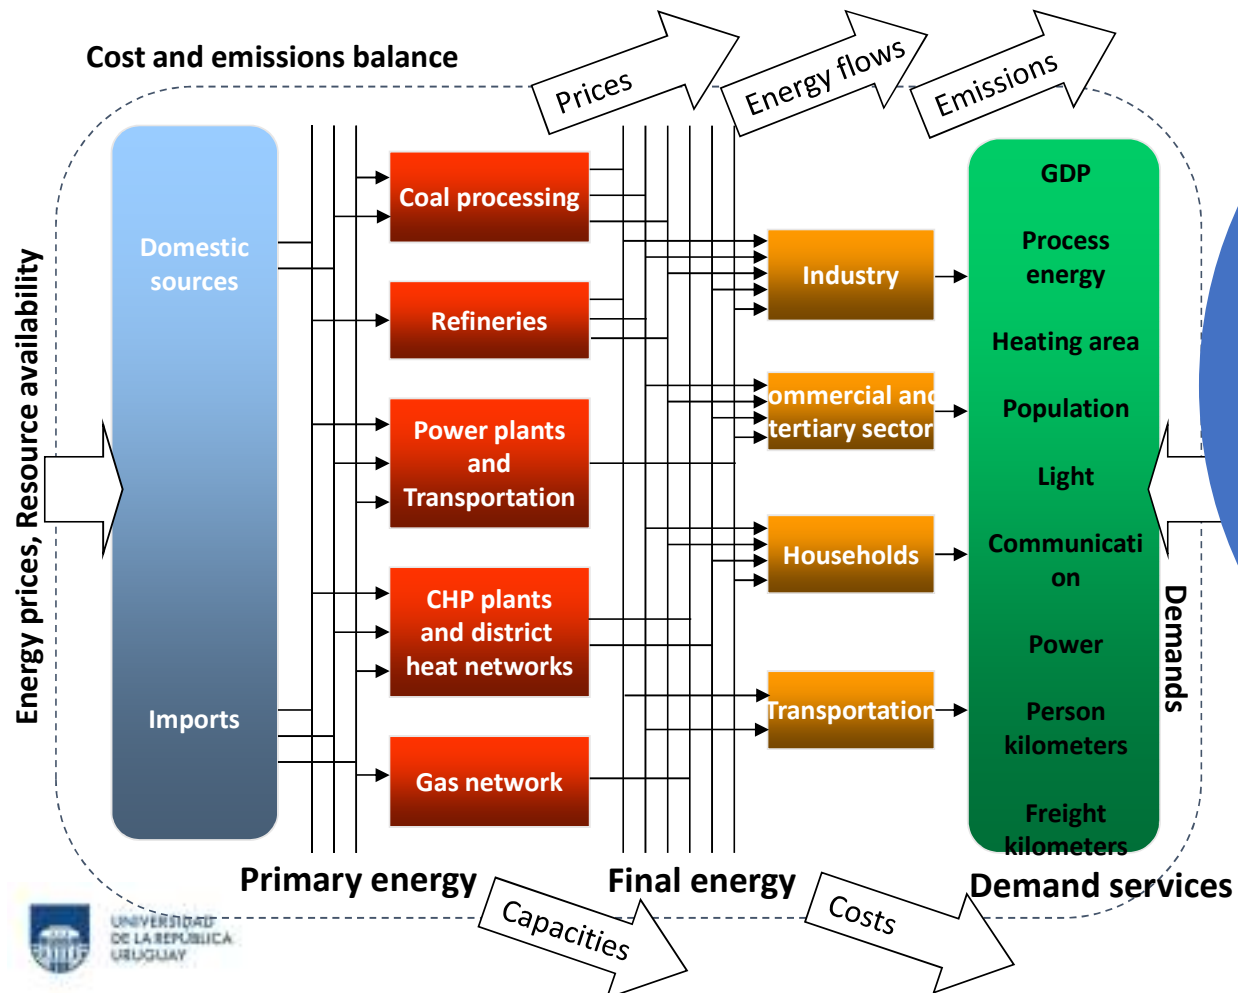 Cost and emissions balance
Prices
Energy flows
Emissions
Energy prices, Resource availability
Domestic
sources
Imports
Coal processing
Refineries
Power plants
and
Transportation
CHP plants
and district
heat networks
Gas network
Industry
ommercial and
tertiary sector
Households
Transportation
GDP
Process
energy
Heating area
Population
Light
Communicati
on
Power
Person
kilometers
Freight
kilometers
Demands
Primary energy
Final energy
Demand services
Capacities
Costs
UNIVERSIDAD
DE LA REPÚBLICA
URUGUAY